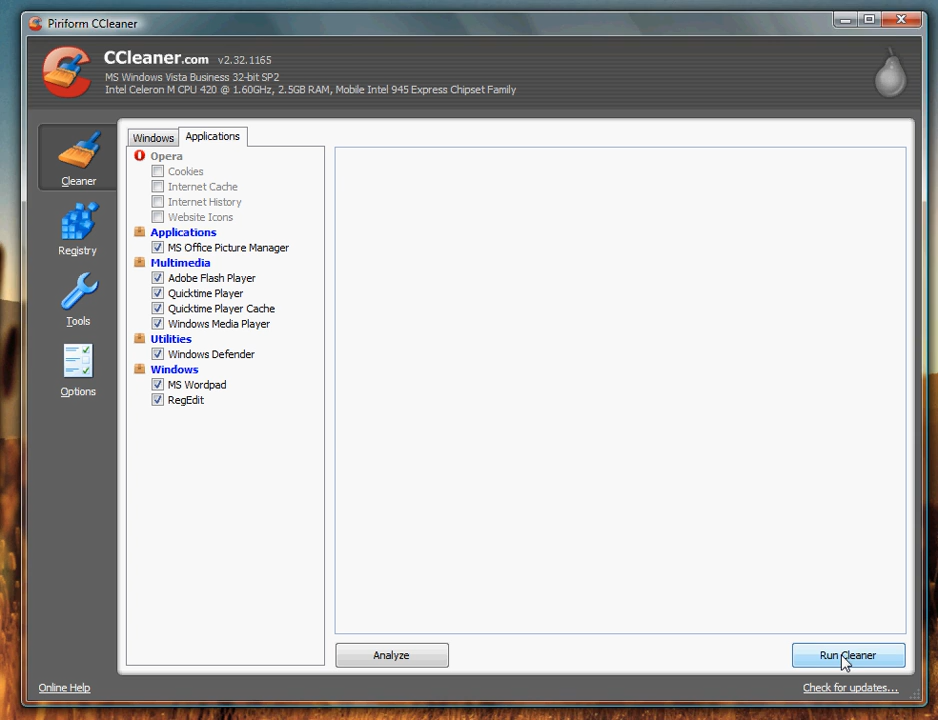 Piriform CCleaner
CCleaner.com v2.32.1165
MS Windows Vista Business 32-bit SP2
Intel Celeron M CPU 420 @ 1.60GHz, 2.5GB RAM, Mobile Intel 945 Express Chipset Family
Cleaner
Registry
Tools
Options
Windows
Applications
Opera
Cookies
Internet Cache
Internet History
Website Icons
Applications
MS Office Picture Manager
Multimedia
Adobe Flash Player
Quicktime Player
Quicktime Player Cache
Windows Media Player
Utilities
Windows Defender
Windows
MS Wordpad
RegEdit
Analyze
Run Cleaner
Online Help
Check for updates...